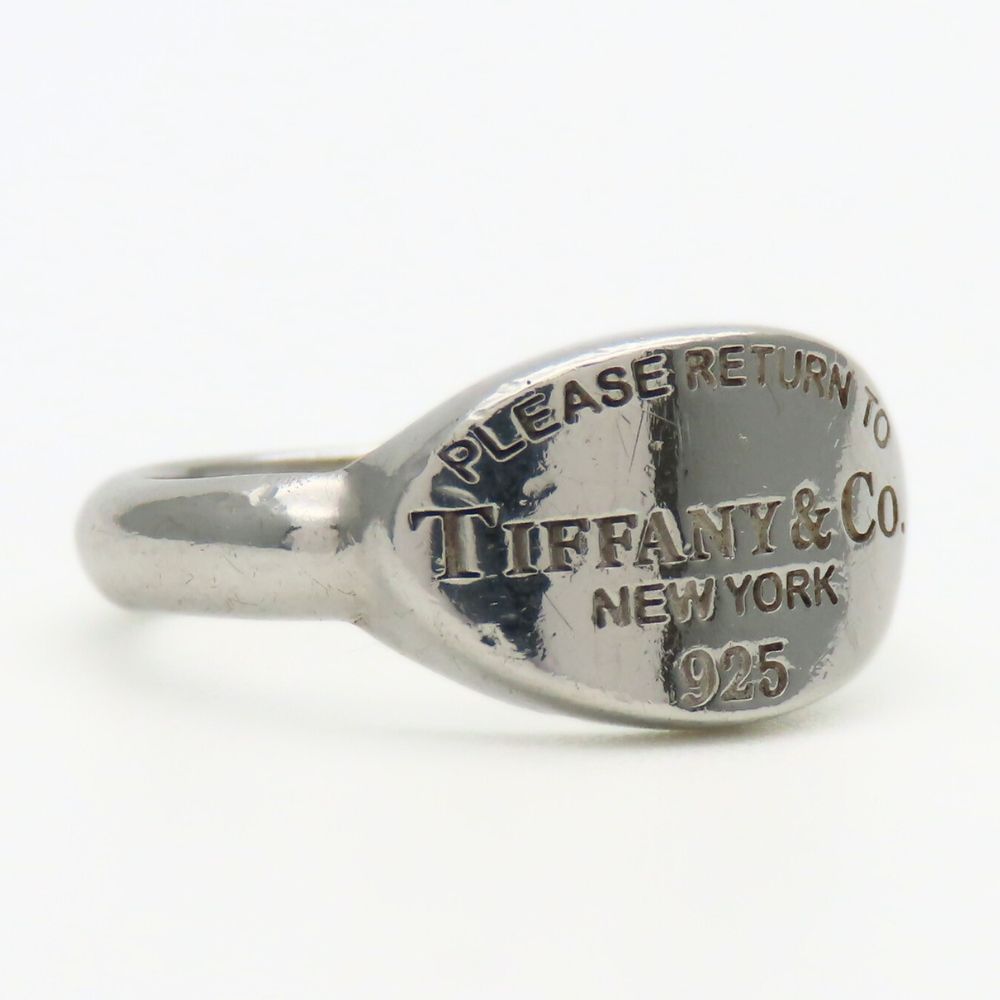 PLEASE RETURN TO
TIFFANY & CO.
NEW YORK
925